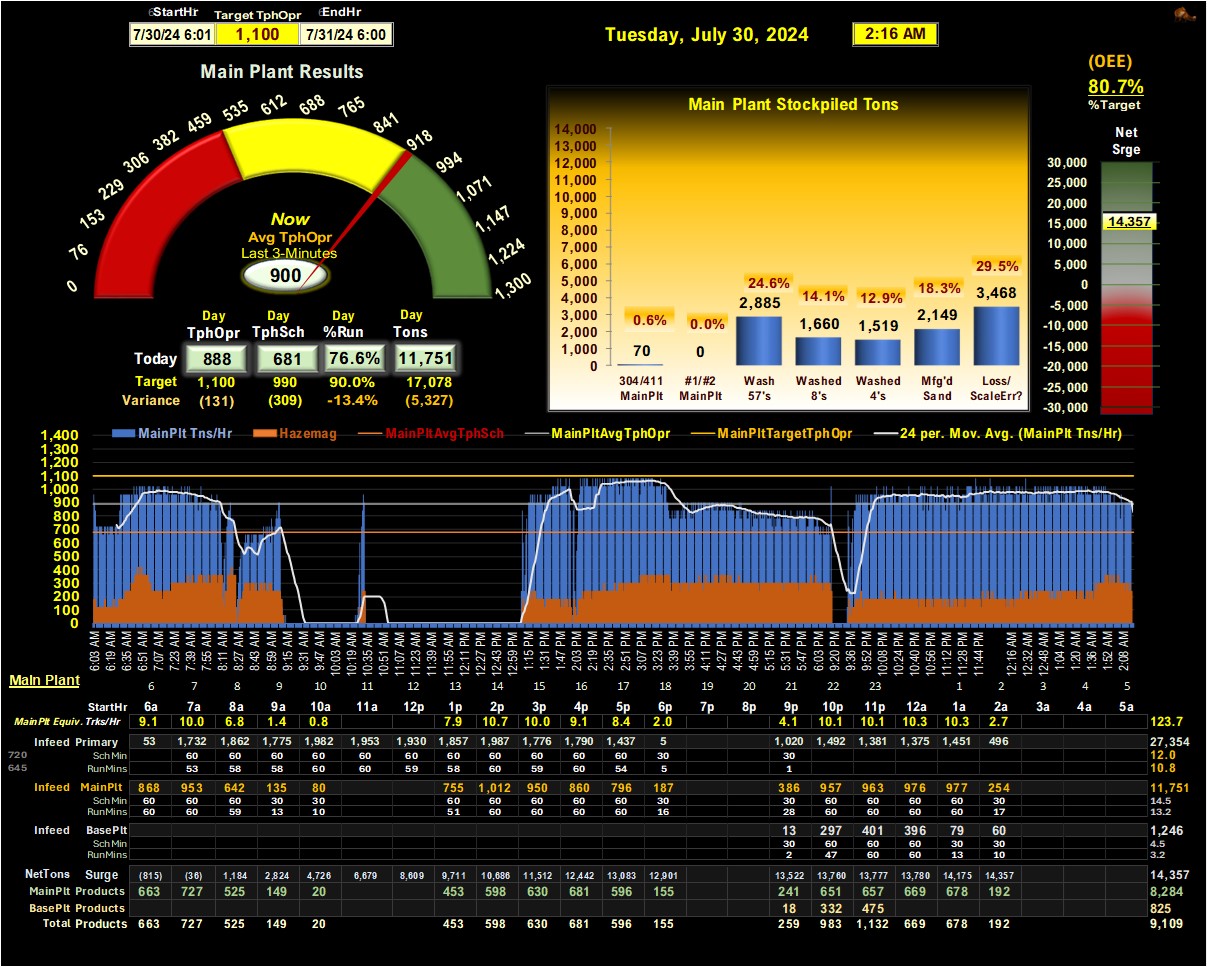 StartHr Target TphOpr EndHr
7/30/24 6:01 1,100 7/31/24 6:00
Tuesday, July 30, 2024 2:16 AM
(OEE)
80.7%
%Target
Main Plant Results
0 76 153 229 306 382 459 535 612 688 765 841 918 994 1,071 1,147 1,224 1,300
Now
Avg TphOpr
Last 3-Minutes
900
Day Day Day Day
TphOpr TphSch %Run Tons
Today 888 681 76.6% 11,751
Target 1,100 990 90.0% 17,078
Variance (131) (309) -13.4% (5,327)
Main Plant Stockpiled Tons
14,000
13,000
12,000
11,000
10,000
9,000
8,000
7,000
6,000
5,000
4,000
3,000
2,000
1,000
0
0.6% 0.0% 24.6% 14.1% 12.9% 18.3% 29.5%
70 0 2,885 1,660 1,519 2,149 3,468
304/411 #1/#2 Wash Washed Washed Mfg'd Loss/
MainPlt MainPlt 57's 8's 4's Sand ScaleErr?
Net
Srge
30,000
25,000
20,000
15,000
10,000
5,000
0
-5,000
-10,000
-15,000
-20,000
-25,000
-30,000
14,357
MainPlt Tns/Hr Hazemag MainPltAvgTphSch MainPltAvgTphOpr MainPltTargetTphOpr 24 per. Mov. Avg. (MainPlt Tns/Hr)
1,400
1,300
1,200
1,100
1,000
900
800
700
600
500
400
300
200
100
0
6:03 AM 6:19 AM 6:35 AM 6:51 AM 7:07 AM 7:23 AM 7:39 AM 7:55 AM 8:11 AM 8:27 AM 8:43 AM 8:59 AM 9:15 AM 9:31 AM 9:47 AM 10:03 AM 10:19 AM 10:35 AM 10:51 AM 11:07 AM 11:23 AM 11:39 AM 11:55 AM 12:11 PM 12:27 PM 12:43 PM 12:59 PM 1:15 PM 1:31 PM 1:47 PM 2:03 PM 2:19 PM 2:35 PM 2:51 PM 3:07 PM 3:23 PM 3:39 PM 3:55 PM 4:11 PM 4:27 PM 4:43 PM 4:59 PM 5:15 PM 5:31 PM 5:47 PM 6:03 PM 6:19 PM 9:36 PM 9:52 PM 10:08 PM 10:24 PM 10:40 PM 10:56 PM 11:12 PM 11:28 PM 11:44 PM 12:16 AM 12:32 AM 12:48 AM 1:04 AM 1:20 AM 1:36 AM 1:52 AM 2:08 AM
Main Plant
6 7 8 9 10 11 12 13 14 15 16 17 18 19 20 21 22 23 1 2 3 4 5
StartHr 6a 7a 8a 9a 10a 11a 12p 1p 2p 3p 4p 5p 6p 7p 8p 9p 10p 11p 12a 1a 2a 3a 4a 5a
MainPlt Equiv. Trks/Hr 9.1 10.0 6.8 1.4 0.8 7.9 10.7 10.0 9.1 8.4 2.0 4.1 10.1 10.1 10.3 10.3 2.7 123.7
Infeed Primary 53 1,732 1,862 1,775 1,982 1,953 1,930 1,857 1,987 1,776 1,790 1,437 5 1,020 1,492 1,381 1,375 1,451 496 27,354
720 Sch Min 60 60 60 60 60 60 60 60 60 60 60 30 30 12.0
645 RunMins 53 58 58 60 60 59 58 60 59 60 54 5 1 10.8
Infeed MainPlt 868 953 642 135 80 755 1,012 950 860 796 187 386 957 963 976 977 254 11,751
Sch Min 60 60 60 30 30 60 60 60 60 60 30 30 60 60 60 60 30 14.5
RunMins 60 60 59 13 10 51 60 60 60 60 16 28 60 60 60 60 17 13.2
Infeed BasePlt 13 297 401 396 79 60 1,246
Sch Min 30 60 60 60 30 30 4.5
RunMins 2 47 60 60 13 10 3.2
NetTons Surge (815) (36) 1,184 2,824 4,726 6,679 8,609 9,711 10,686 11,512 12,442 13,083 12,901 13,522 13,760 13,777 13,780 14,175 14,357 14,357
MainPlt Products 663 727 525 149 20 453 598 630 681 596 155 241 651 657 669 678 192 8,284
BasePlt Products 18 332 475 825
Total Products 663 727 525 149 20 453 598 630 681 596 155 259 983 1,132 669 678 192 9,109